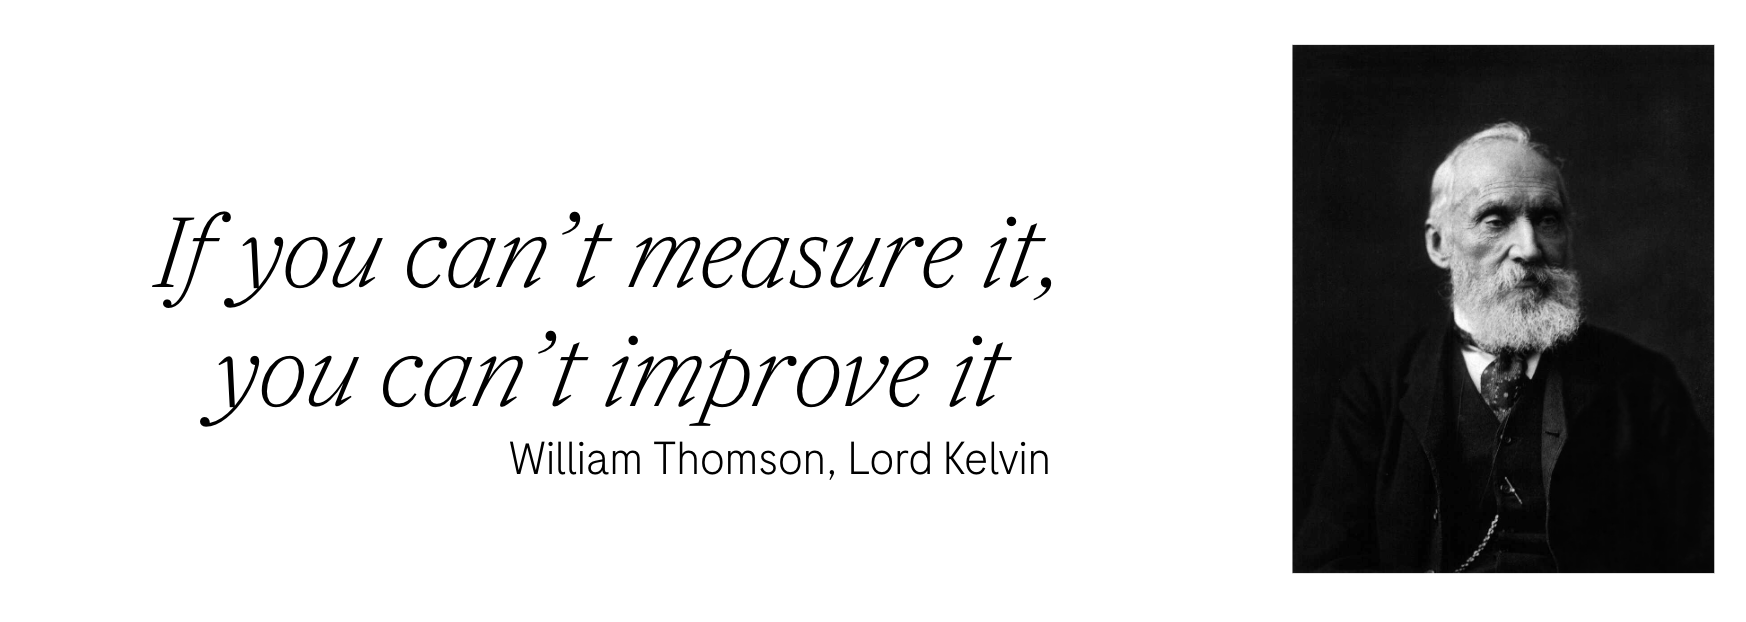 If you can’t measure it,
you can’t improve it
William Thomson, Lord Kelvin